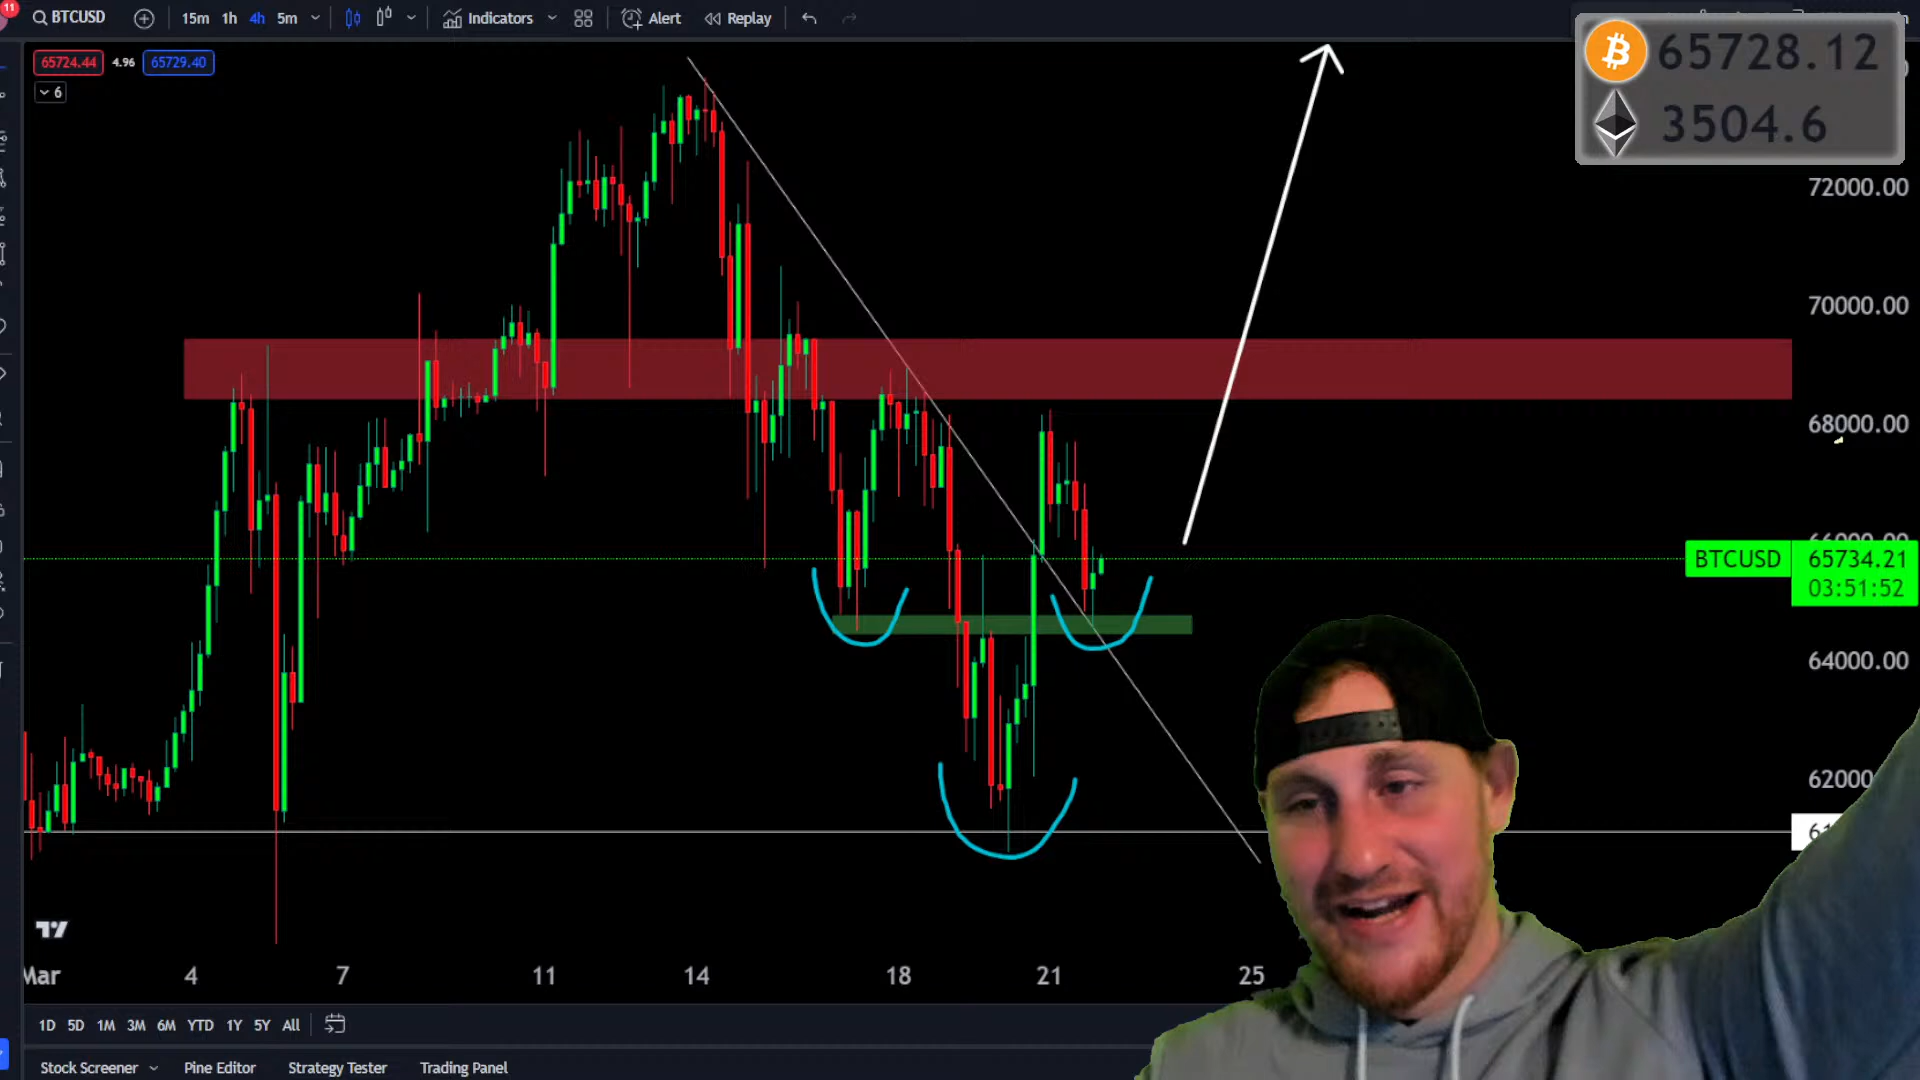 11
BTCUSD
15m 1h 4h 5m
Indicators
Alert
Replay
65724.44 4.96 65729.40
6
65728.12
3504.6
72000.00
70000.00
68000.00
BTCUSD 65734.21
03:51:52
64000.00
62000
Mar 4 7 11 14 18 21 25
1D 5D 1M 3M 6M YTD 1Y 5Y All
Stock Screener Pine Editor Strategy Tester Trading Panel